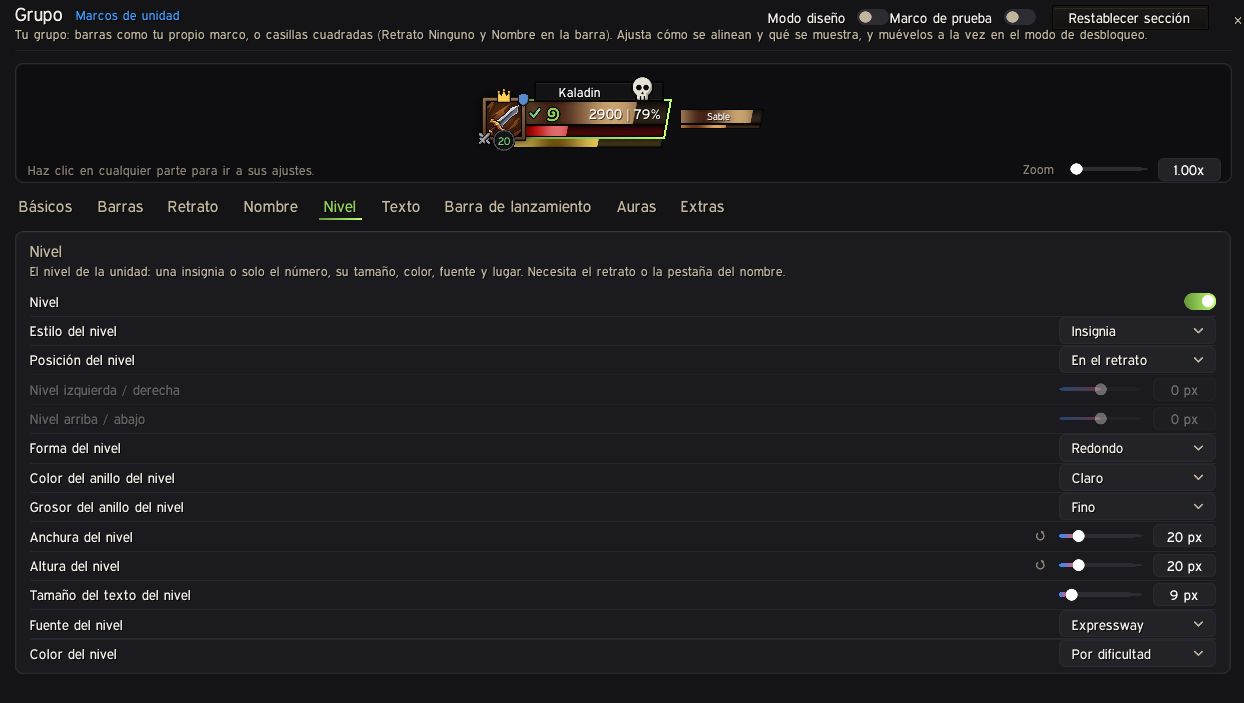 Grupo Marcos de unidad
Modo diseño Marco de prueba Restablecer sección ×
Tu grupo: barras como tu propio marco, o casillas cuadradas (Retrato Ninguno y Nombre en la barra). Ajusta cómo se alinean y qué se muestra, y muévelos a la vez en el modo de desbloqueo.
Kaladin
2900 | 79%
Sable
20
Haz clic en cualquier parte para ir a sus ajustes.
Zoom 1.00x
Básicos Barras Retrato Nombre Nivel Texto Barra de lanzamiento Auras Extras
Nivel
El nivel de la unidad: una insignia o solo el número, su tamaño, color, fuente y lugar. Necesita el retrato o la pestaña del nombre.
Nivel
Estilo del nivel Insignia
Posición del nivel En el retrato
Nivel izquierda / derecha 0 px
Nivel arriba / abajo 0 px
Forma del nivel Redondo
Color del anillo del nivel Claro
Grosor del anillo del nivel Fino
Anchura del nivel 20 px
Altura del nivel 20 px
Tamaño del texto del nivel 9 px
Fuente del nivel Expressway
Color del nivel Por dificultad